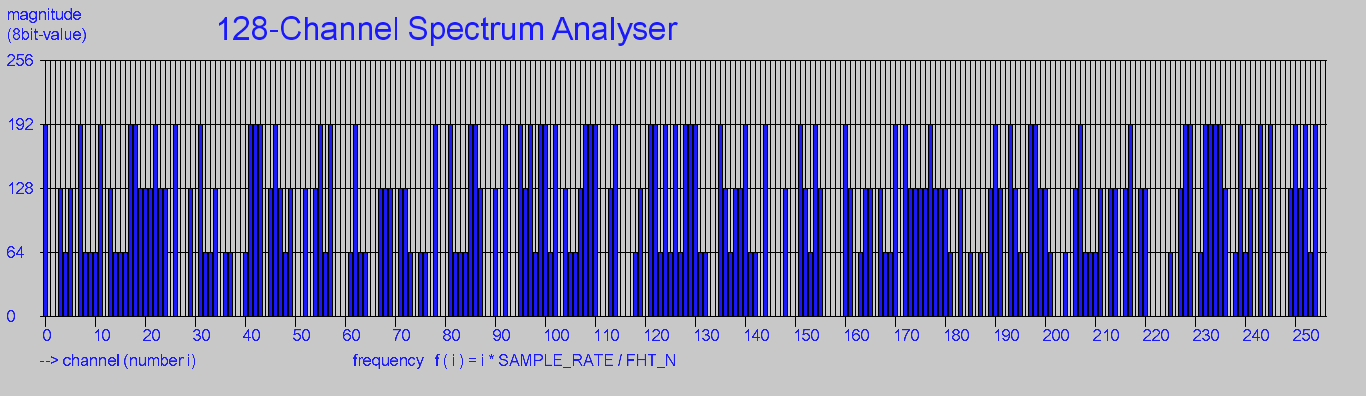 magnitude
(8bit-value)
128-Channel Spectrum Analyser
256
192
128
64
0
0 10 20 30 40 50 60 70 80 90 100 110 120 130 140 150 160 170 180 190 200 210 220 230 240 250
--> channel (number i)
frequency f ( i ) = i * SAMPLE_RATE / FHT_N